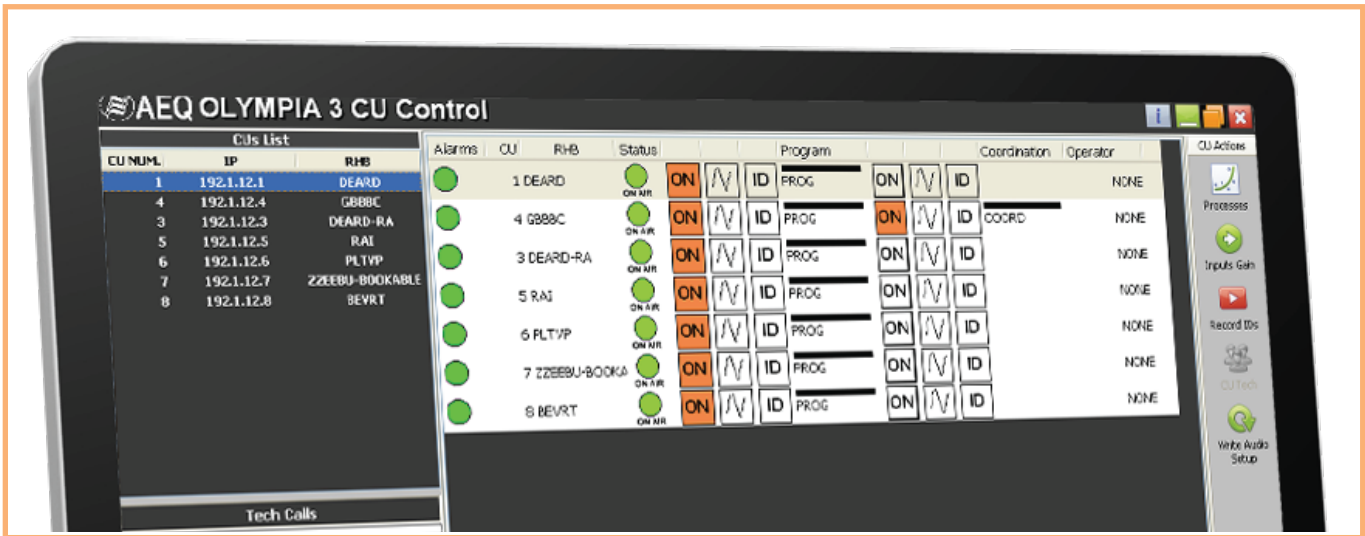 AEQ OLYMPIA 3 CU Control
i
CUs List
CU NUM. IP RHB
1 192.1.12.1 DEARD
4 192.1.12.4 GBBBC
3 192.1.12.3 DEARD-RA
5 192.1.12.5 RAI
6 192.1.12.6 PLTVP
7 192.1.12.7 ZZEEBU-BOOKABLE
8 192.1.12.8 BEVRT
Tech Calls
Alarms CU RHB Status Program Coordination Operator
1 DEARD ON AIR ON ID PROG ON ID NONE
4 GBBBC ON AIR ON ID PROG ON ID COORD NONE
3 DEARD-RA ON AIR ON ID PROG ON ID NONE
5 RAI ON AIR ON ID PROG ON ID NONE
6 PLTVP ON AIR ON ID PROG ON ID NONE
7 ZZEEBU-BOOKA ON AIR ON ID PROG ON ID NONE
8 BEVRT ON AIR ON ID PROG ON ID NONE
CU Actions
Processes
Inputs Gain
Record IDs
CU Tech
Write Audio
Setup